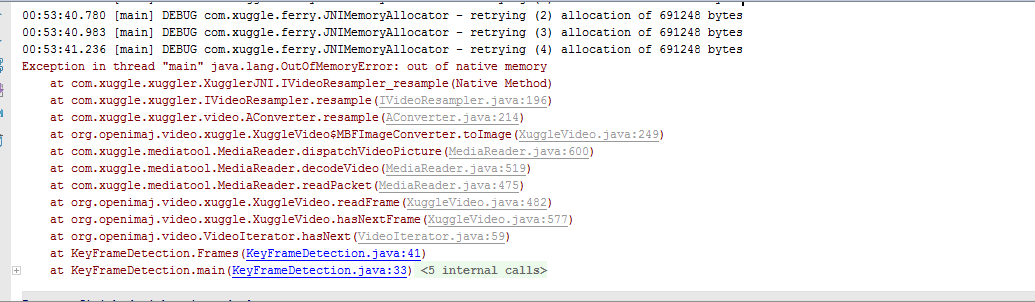 00:53:40.780 [main] DEBUG com.xuggle.ferry.JNIMemoryAllocator - retrying (2) allocation of 691248 bytes
00:53:40.983 [main] DEBUG com.xuggle.ferry.JNIMemoryAllocator - retrying (3) allocation of 691248 bytes
00:53:41.236 [main] DEBUG com.xuggle.ferry.JNIMemoryAllocator - retrying (4) allocation of 691248 bytes
Exception in thread "main" java.lang.OutOfMemoryError: out of native memory
at com.xuggle.xuggler.XugglerJNI.IVideoResampler_resample(Native Method)
at com.xuggle.xuggler.IVideoResampler.resample(IVideoResampler.java:196)
at com.xuggle.xuggler.video.AConverter.resample(AConverter.java:214)
at org.openimaj.video.xuggle.XuggleVideo$MBFImageConverter.toImage(XuggleVideo.java:249)
at com.xuggle.mediatool.MediaReader.dispatchVideoPicture(MediaReader.java:600)
at com.xuggle.mediatool.MediaReader.decodeVideo(MediaReader.java:519)
at com.xuggle.mediatool.MediaReader.readPacket(MediaReader.java:475)
at org.openimaj.video.xuggle.XuggleVideo.readFrame(XuggleVideo.java:482)
at org.openimaj.video.xuggle.XuggleVideo.hasNextFrame(XuggleVideo.java:577)
at org.openimaj.video.VideoIterator.hasNext(VideoIterator.java:59)
at KeyFrameDetection.Frames(KeyFrameDetection.java:41)
at KeyFrameDetection.main(KeyFrameDetection.java:33) <5 internal calls>